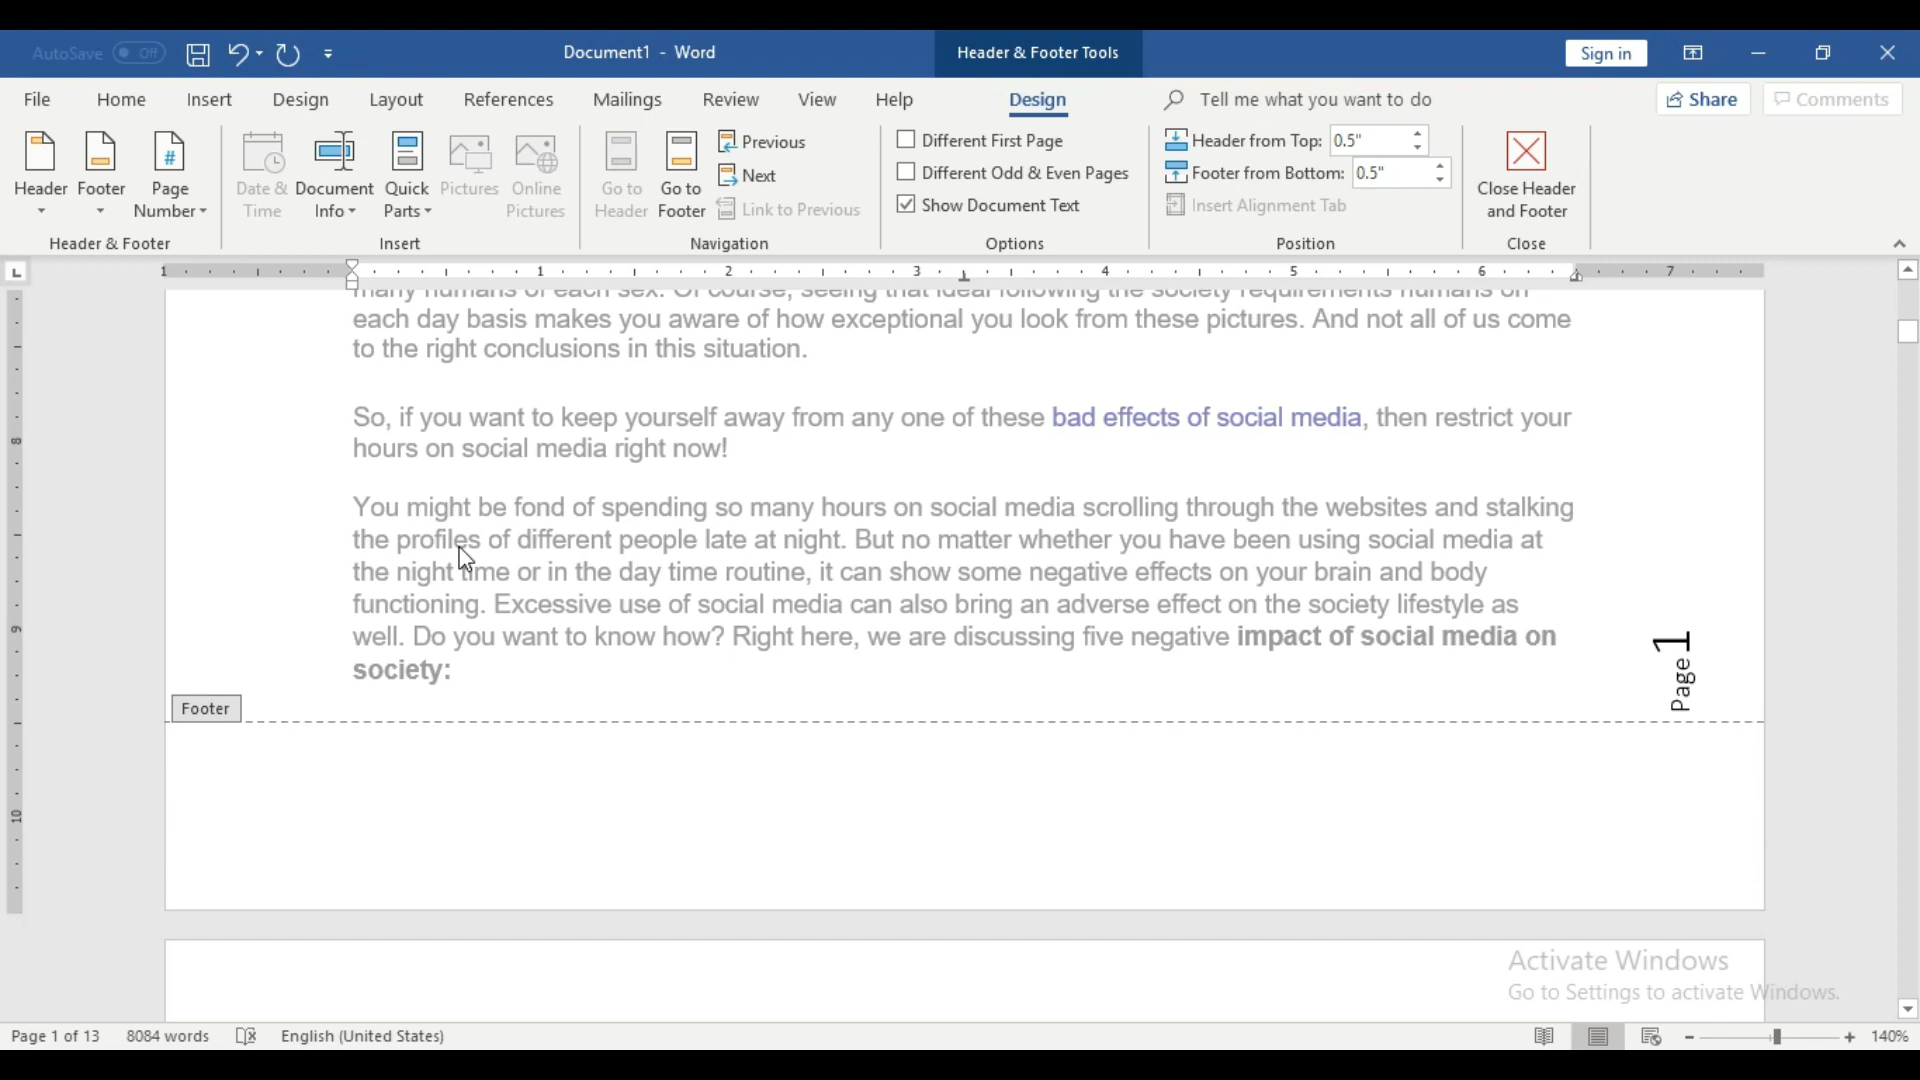 AutoSave Off
Document1 - Word
Header & Footer Tools
Sign in
File Home Insert Design Layout References Mailings Review View Help Design Tell me what you want to do Share Comments
Header Footer Page Number
Header & Footer
Date & Time Document Info Quick Parts Pictures Online Pictures
Insert
Go to Header Go to Footer
Previous
Next
Link to Previous
Navigation
Different First Page
Different Odd & Even Pages
Show Document Text
Options
Header from Top: 0.5"
Footer from Bottom: 0.5"
Insert Alignment Tab
Position
Close Header and Footer
Close
L
1 1 2 3 4 5 6 7
many humans of each sex. Of course, seeing that ideal following the society requirements humans on
each day basis makes you aware of how exceptional you look from these pictures. And not all of us come
to the right conclusions in this situation.
So, if you want to keep yourself away from any one of these bad effects of social media, then restrict your
hours on social media right now!
You might be fond of spending so many hours on social media scrolling through the websites and stalking
the profiles of different people late at night. But no matter whether you have been using social media at
the night time or in the day time routine, it can show some negative effects on your brain and body
functioning. Excessive use of social media can also bring an adverse effect on the society lifestyle as
well. Do you want to know how? Right here, we are discussing five negative impact of social media on
society:
Page 1
Footer
8
9
10
Activate Windows
Go to Settings to activate Windows.
Page 1 of 13 8084 words English (United States) 140%